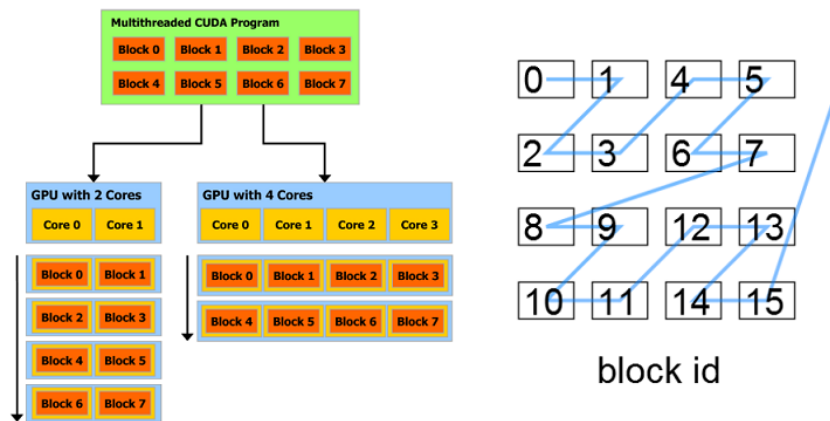 Multithreaded CUDA Program
Block 0 Block 1 Block 2 Block 3
Block 4 Block 5 Block 6 Block 7
GPU with 2 Cores
Core 0 Core 1
Block 0 Block 1
Block 2 Block 3
Block 4 Block 5
Block 6 Block 7
GPU with 4 Cores
Core 0 Core 1 Core 2 Core 3
Block 0 Block 1 Block 2 Block 3
Block 4 Block 5 Block 6 Block 7
0 1 4 5
2 3 6 7
8 9 12 13
10 11 14 15
block id